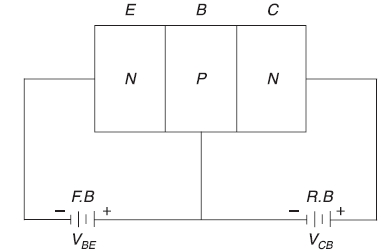 E B C
N P N
F.B R.B
− + − +
V_BE V_CB